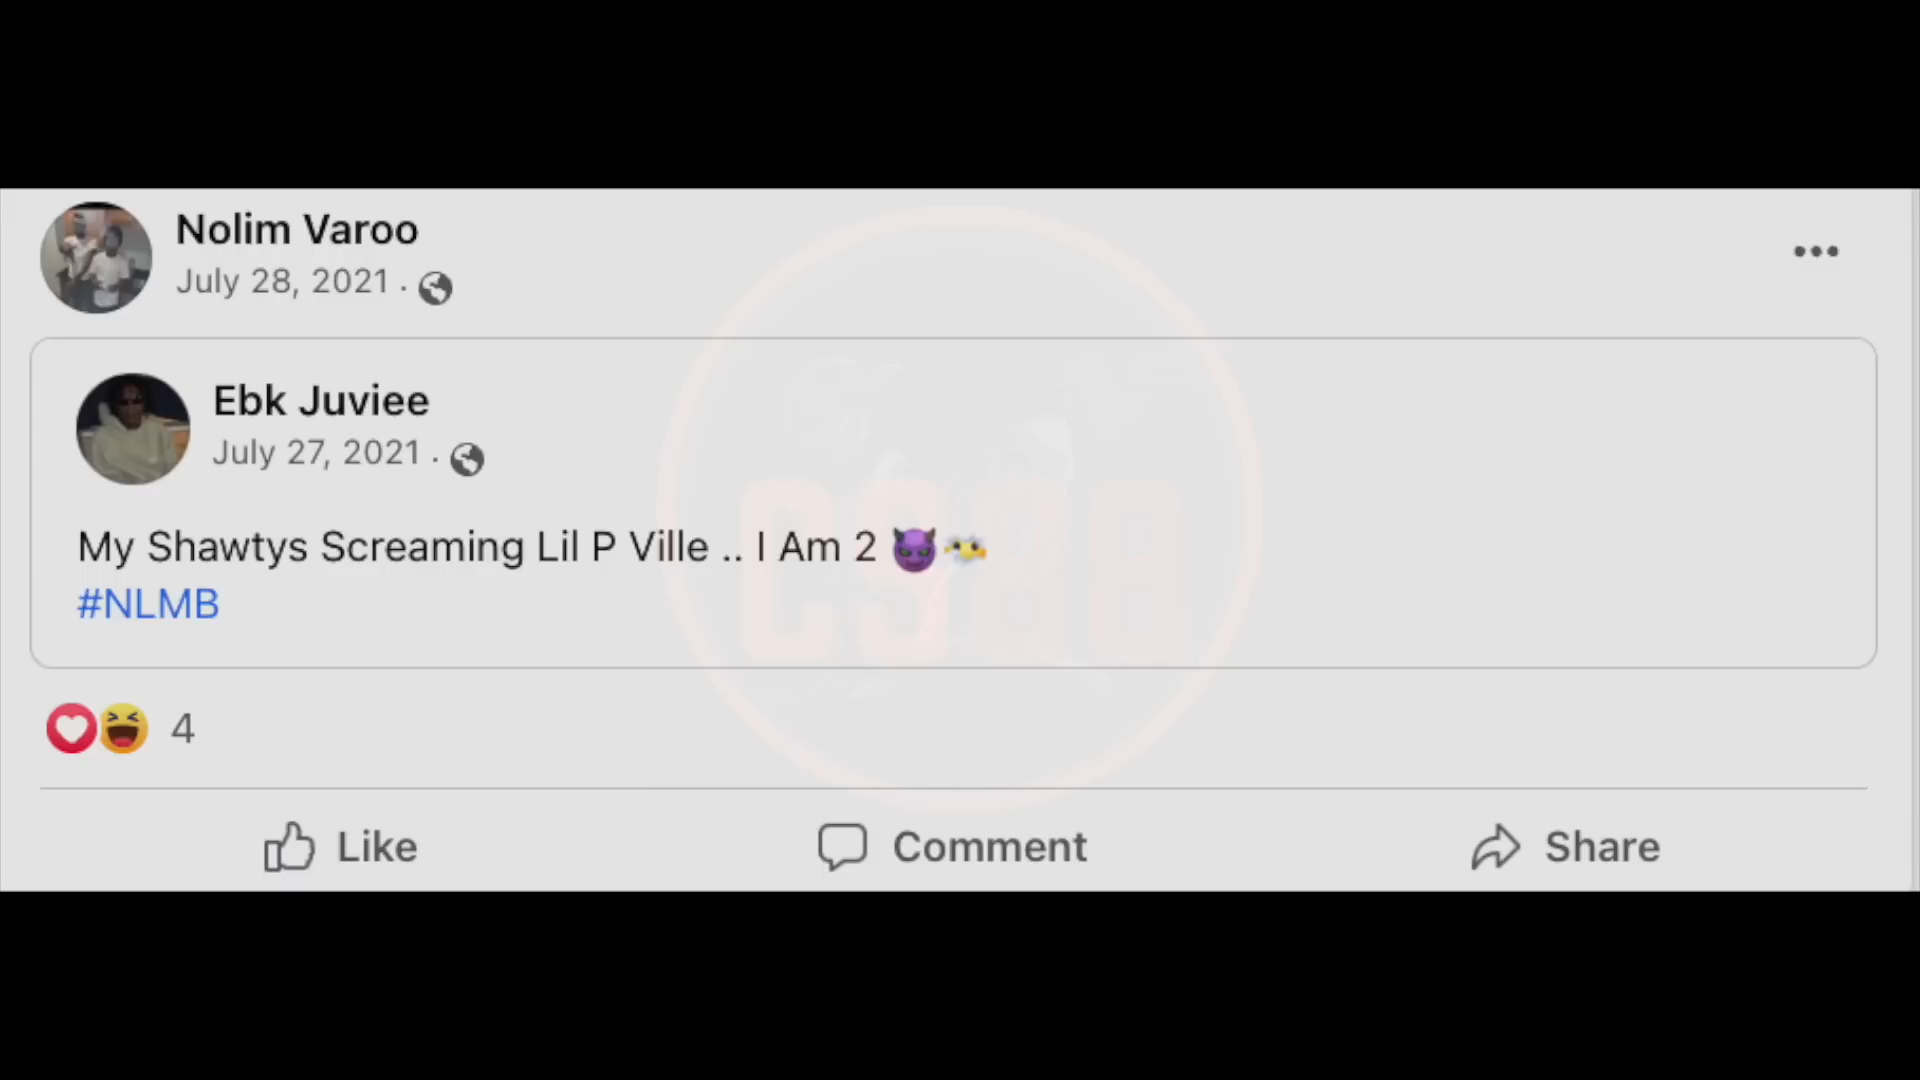 Nolim Varoo
July 28, 2021 ·
Ebk Juviee
July 27, 2021 ·
My Shawtys Screaming Lil P Ville .. I Am 2 😈💨
#NLMB
4
Like
Comment
Share
CS88